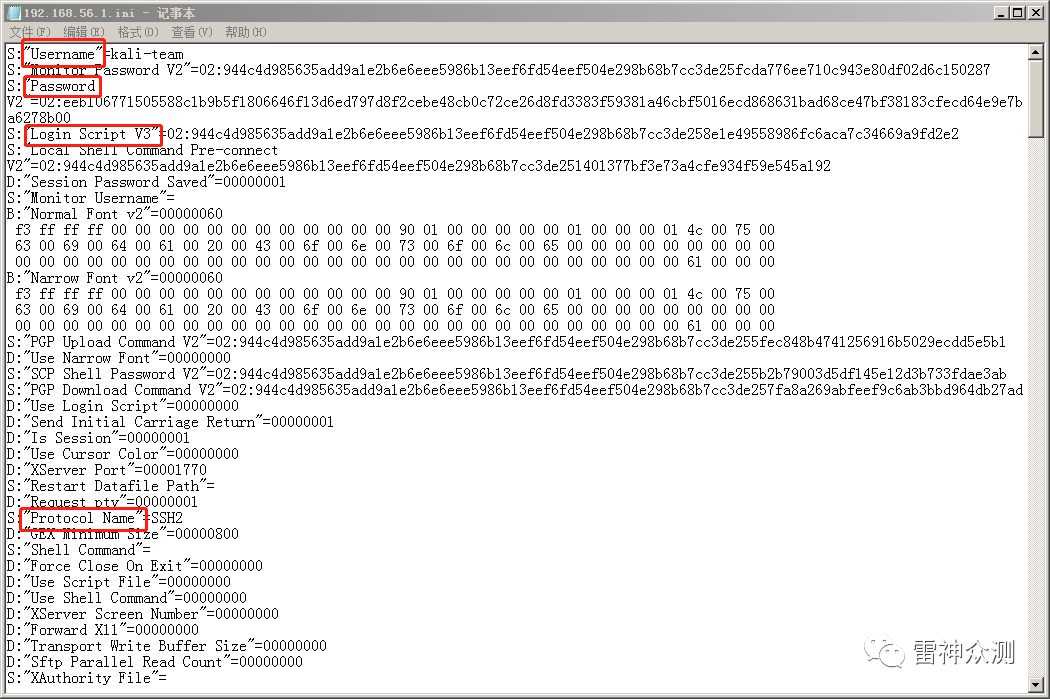 192.168.56.1.ini - 记事本
文件(F) 编辑(E) 格式(O) 查看(V) 帮助(H)
S:"Username"=kali-team
S:"Monitor Password V2"=02:944c4d985635add9a1e2b6e6eee5986b13eef6fd54eef504e298b68b7cc3de25fcda776ee710c943e80df02d6c150287
S:"Password
V2"=02:eeb106771505588c1b9b5f1806646f13d6ed797d8f2cebe48cb0c72ce26d8fd3383f59381a46cbf5016ecd868631bad68ce47bf38183cfecd64e9e7b
a6278b00
S:"Login Script V3"=02:944c4d985635add9a1e2b6e6eee5986b13eef6fd54eef504e298b68b7cc3de258e1e49558986fc6aca7c34669a9fd2e2
S:"Local Shell Command Pre-connect
V2"=02:944c4d985635add9a1e2b6e6eee5986b13eef6fd54eef504e298b68b7cc3de251401377bf3e73a4cfe934f59e545a192
D:"Session Password Saved"=00000001
S:"Monitor Username"=
B:"Normal Font v2"=00000060
f3 ff ff ff 00 00 00 00 00 00 00 00 00 00 00 00 90 01 00 00 00 00 00 01 00 00 00 01 4c 00 75 00
63 00 69 00 64 00 61 00 20 00 43 00 6f 00 6e 00 73 00 6f 00 6c 00 65 00 00 00 00 00 00 00 00 00
00 00 00 00 00 00 00 00 00 00 00 00 00 00 00 00 00 00 00 00 00 00 00 00 00 00 00 00 61 00 00 00
B:"Narrow Font v2"=00000060
f3 ff ff ff 00 00 00 00 00 00 00 00 00 00 00 00 90 01 00 00 00 00 00 01 00 00 00 01 4c 00 75 00
63 00 69 00 64 00 61 00 20 00 43 00 6f 00 6e 00 73 00 6f 00 6c 00 65 00 00 00 00 00 00 00 00 00
00 00 00 00 00 00 00 00 00 00 00 00 00 00 00 00 00 00 00 00 00 00 00 00 00 00 00 00 61 00 00 00
S:"PGP Upload Command V2"=02:944c4d985635add9a1e2b6e6eee5986b13eef6fd54eef504e298b68b7cc3de255fec848b4741256916b5029ecdd5e5b1
D:"Use Narrow Font"=00000000
S:"SCP Shell Password V2"=02:944c4d985635add9a1e2b6e6eee5986b13eef6fd54eef504e298b68b7cc3de255b2b79003d5df145e12d3b733fdae3ab
S:"PGP Download Command V2"=02:944c4d985635add9a1e2b6e6eee5986b13eef6fd54eef504e298b68b7cc3de257fa8a269abfeef9c6ab3bbd964db27ad
D:"Use Login Script"=00000000
D:"Send Initial Carriage Return"=00000001
D:"Is Session"=00000001
D:"Use Cursor Color"=00000000
D:"XServer Port"=00001770
S:"Restart Datafile Path"=
D:"Request pty"=00000001
S:"Protocol Name"=SSH2
D:"GEX Minimum Size"=00000800
S:"Shell Command"=
D:"Force Close On Exit"=00000000
D:"Use Script File"=00000000
D:"Use Shell Command"=00000000
D:"XServer Screen Number"=00000000
D:"Forward X11"=00000000
D:"Transport Write Buffer Size"=00000000
D:"Sftp Parallel Read Count"=00000000
S:"XAuthority File"=
雷神众测